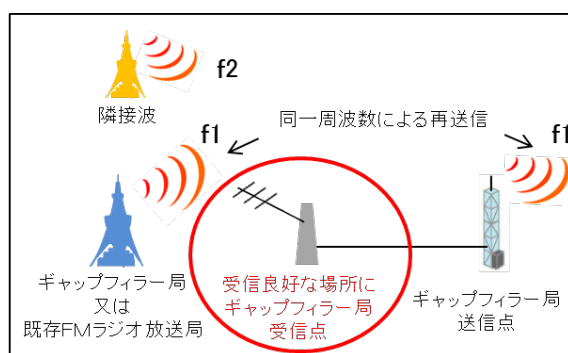 f2
隣接波
同一周波数による再送信
f1
f1
ギャップフィラー局
又は
既存FMラジオ放送局
受信良好な場所に
ギャップフィラー局
受信点
ギャップフィラー局
送信点